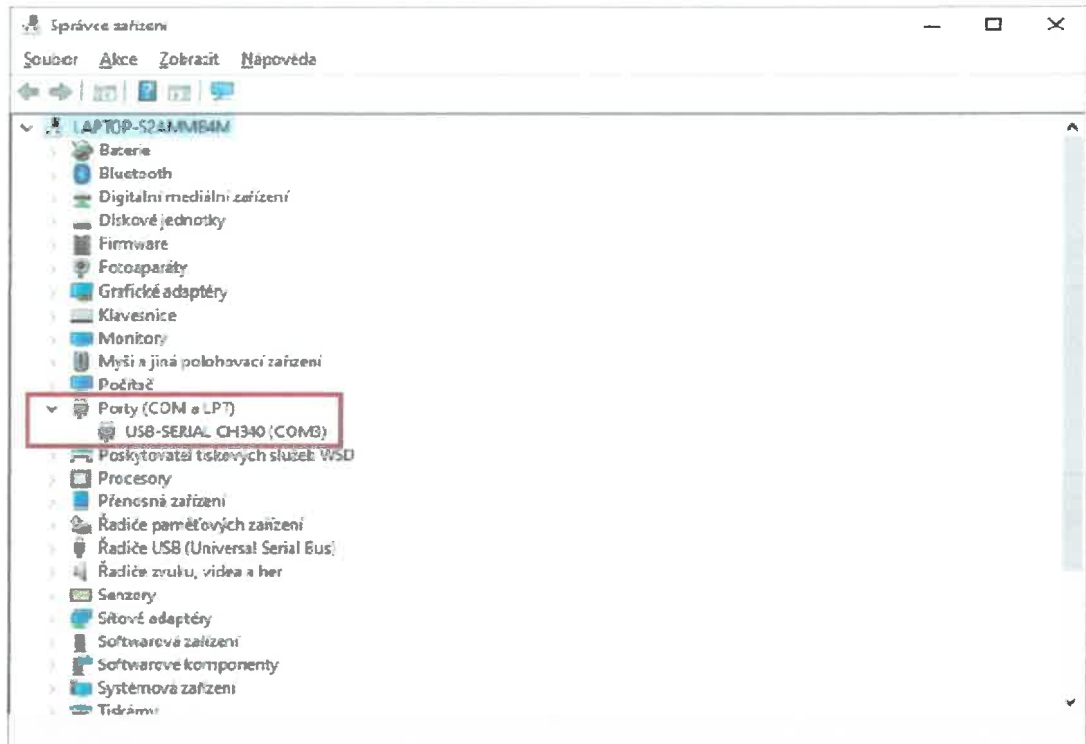 Správce zařízení
Soubor Akce Zobrazit Nápověda
LAPTOP-S2AMMB4M
Baterie
Bluetooth
Digitální mediální zařízení
Diskové jednotky
Firmware
Fotoaparáty
Grafické adaptéry
Klávesnice
Monitory
Myši a jiná polohovací zařízení
Počítač
Porty (COM a LPT)
USB-SERIAL CH340 (COM3)
Poskytovatel tiskových služeb WSD
Procesory
Přenosná zařízení
Řadiče paměťových zařízení
Řadiče USB (Universal Serial Bus)
Řadiče zvuku, videa a her
Senzory
Síťové adaptéry
Softwarová zařízení
Softwarové komponenty
Systémová zařízení
Tiskárny